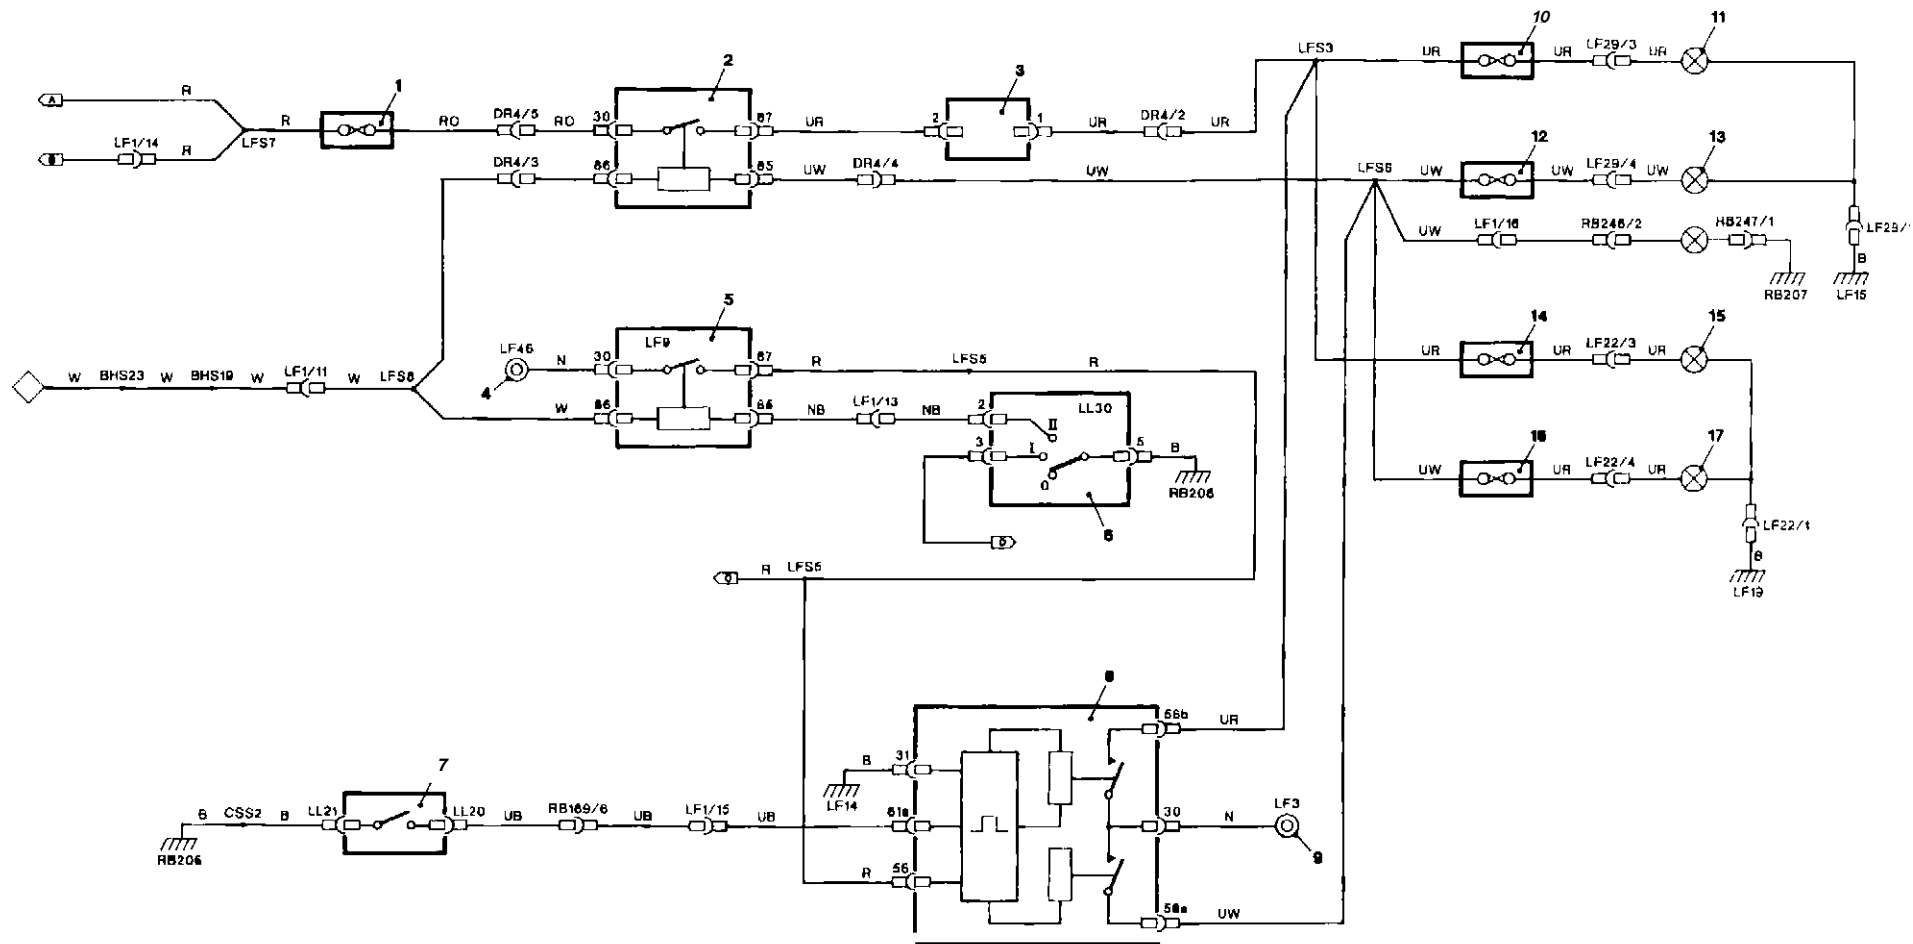 10
11
LFS3
UR
UR
LF29/3
UR
2
3
1
A
R
R
RO
DR4/5
RO
30
87
UR
2
1
UR
DR4/2
UR
LF1/14
R
LFS7
12
13
DR4/3
86
85
UW
DR4/4
UW
LFS6
UW
UW
LF29/4
UW
UW
LF1/16
RB246/2
RB247/1
LF29/1
B
RB207
LF15
5
14
15
LF46
N
30
LF9
87
R
LFS5
R
UR
UR
LF22/3
UR
4
W
BHS23
W
BHS19
W
LF1/11
W
LFS8
W
86
85
NB
LF1/13
NB
2
LL30
II
3
I
5
B
0
RB206
6
D
16
17
UW
UR
LF22/4
UR
LF22/1
B
LF19
R
LFS5
8
56b
UR
7
31
B
LF14
B
CSS2
B
LL21
LL20
UB
RB169/6
UB
LF1/15
UB
30
N
LF3
RB206
9
R
56
56a
UW